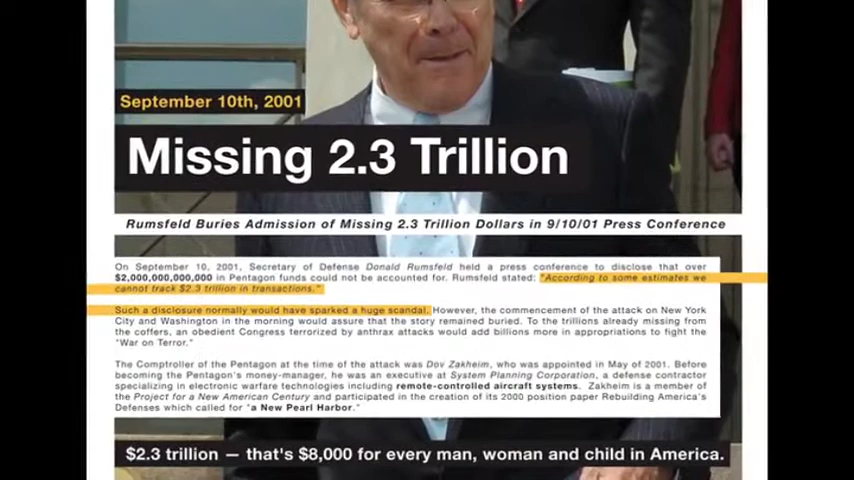 September 10th, 2001
Missing 2.3 Trillion
Rumsfeld Buries Admission of Missing 2.3 Trillion Dollars in 9/10/01 Press Conference
On September 10, 2001, Secretary of Defense Donald Rumsfeld held a press conference to disclose that over
$2,000,000,000,000 in Pentagon funds could not be accounted for. Rumsfeld stated: "According to some estimates we
cannot track $2.3 trillion in transactions."
Such a disclosure normally would have sparked a huge scandal. However, the commencement of the attack on New York
City and Washington in the morning would assure that the story remained buried. To the trillions already missing from
the coffers, an obedient Congress terrorized by anthrax attacks would add billions more in appropriations to fight the
"War on Terror."
The Comptroller of the Pentagon at the time of the attack was Dov Zakheim, who was appointed in May of 2001. Before
becoming the Pentagon's money-manager, he was an executive at System Planning Corporation, a defense contractor
specializing in electronic warfare technologies including remote-controlled aircraft systems. Zakheim is a member of
the Project for a New American Century and participated in the creation of its 2000 position paper Rebuilding America's
Defenses which called for "a New Pearl Harbor."
$2.3 trillion — that's $8,000 for every man, woman and child in America.